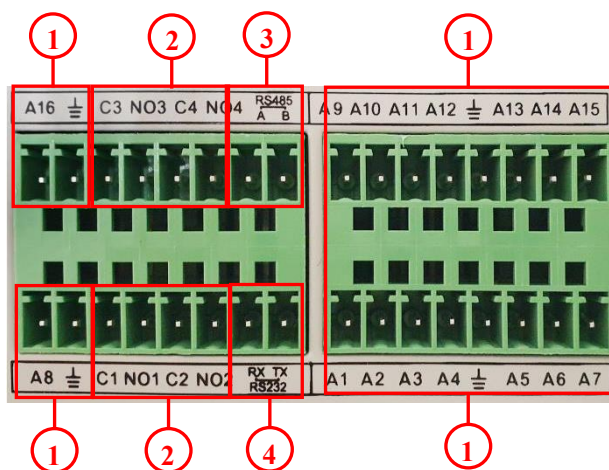 1 2 3 1
A16 ⏚ C3 NO3 C4 NO4 RS485 A9 A10 A11 A12 ⏚ A13 A14 A15
A B
A8 ⏚ C1 NO1 C2 NO2 RX TX A1 A2 A3 A4 ⏚ A5 A6 A7
RS232
1 2 4 1